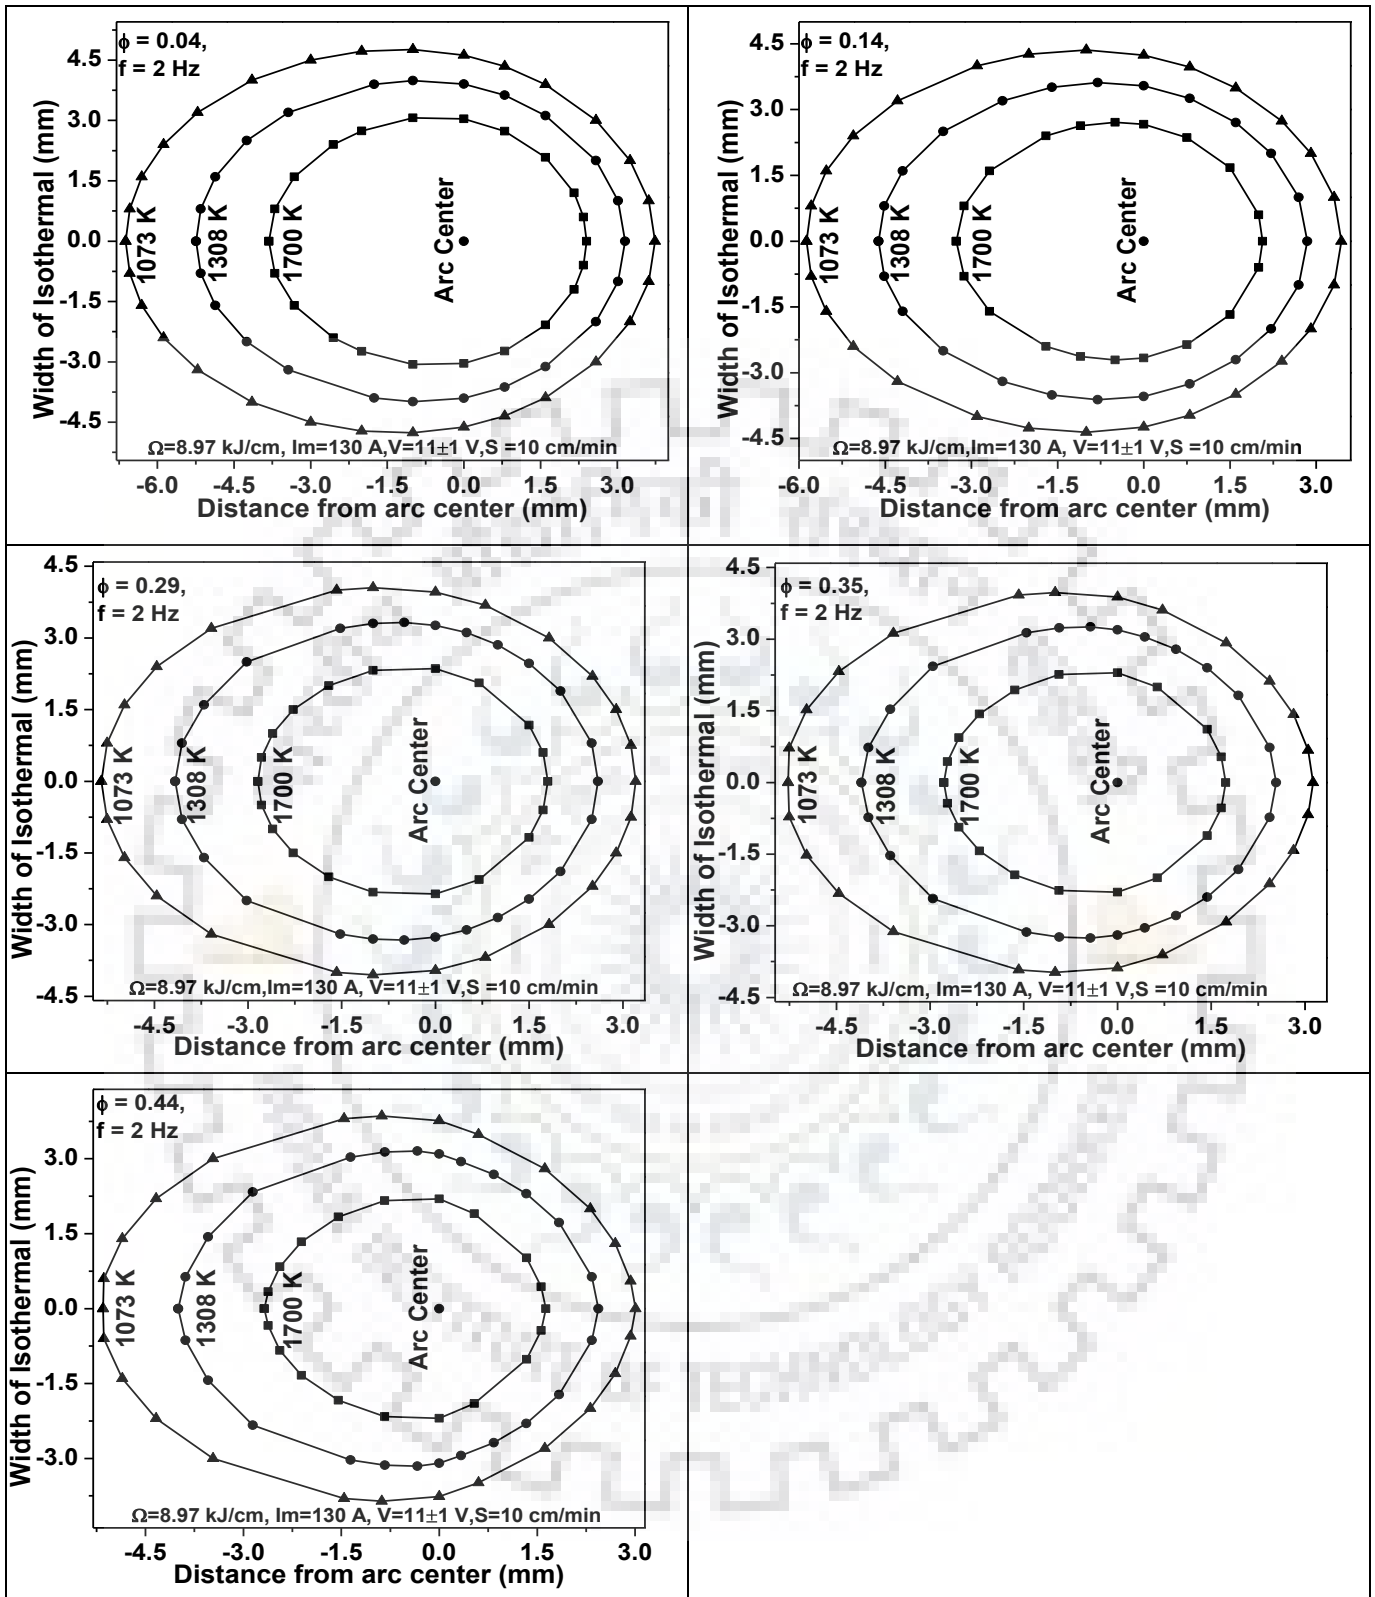 ϕ = 0.04,
f = 2 Hz
4.5
3.0
1.5
0.0
-1.5
-3.0
-4.5
Width of Isothermal (mm)
1073 K
1308 K
1700 K
Arc Center
Ω=8.97 kJ/cm, Im=130 A,V=11±1 V,S =10 cm/min
-6.0 -4.5 -3.0 -1.5 0.0 1.5 3.0
Distance from arc center (mm)
ϕ = 0.14,
f = 2 Hz
4.5
3.0
1.5
0.0
-1.5
-3.0
-4.5
Width of Isothermal (mm)
1073 K
1308 K
1700 K
Arc Center
Ω=8.97 kJ/cm,Im=130 A, V=11±1 V,S =10 cm/min
-6.0 -4.5 -3.0 -1.5 0.0 1.5 3.0
Distance from arc center (mm)
ϕ = 0.29,
f = 2 Hz
4.5
3.0
1.5
0.0
-1.5
-3.0
-4.5
Width of Isothermal (mm)
1073 K
1308 K
1700 K
Arc Center
Ω=8.97 kJ/cm,Im=130 A, V=11±1 V,S =10 cm/min
-4.5 -3.0 -1.5 0.0 1.5 3.0
Distance from arc center (mm)
ϕ = 0.35,
f = 2 Hz
4.5
3.0
1.5
0.0
-1.5
-3.0
-4.5
Width of Isothermal (mm)
1073 K
1308 K
1700 K
Arc Center
Ω=8.97 kJ/cm, Im=130 A, V=11±1 V,S =10 cm/min
-4.5 -3.0 -1.5 0.0 1.5 3.0
Distance from arc center (mm)
ϕ = 0.44,
f = 2 Hz
3.0
1.5
0.0
-1.5
-3.0
Width of Isothermal (mm)
1073 K
1308 K
1700 K
Arc Center
Ω=8.97 kJ/cm, Im=130 A, V=11±1 V,S=10 cm/min
-4.5 -3.0 -1.5 0.0 1.5 3.0
Distance from arc center (mm)